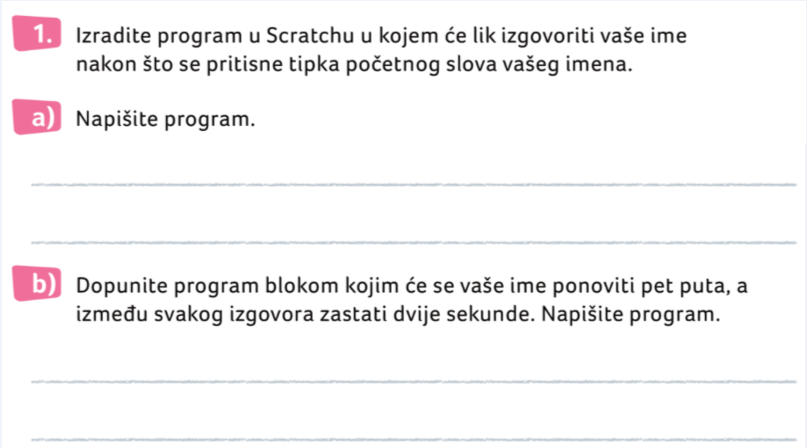 1. Izradite program u Scratchu u kojem će lik izgovoriti vaše ime
nakon što se pritisne tipka početnog slova vašeg imena.
a) Napišite program.
b) Dopunite program blokom kojim će se vaše ime ponoviti pet puta, a
između svakog izgovora zastati dvije sekunde. Napišite program.